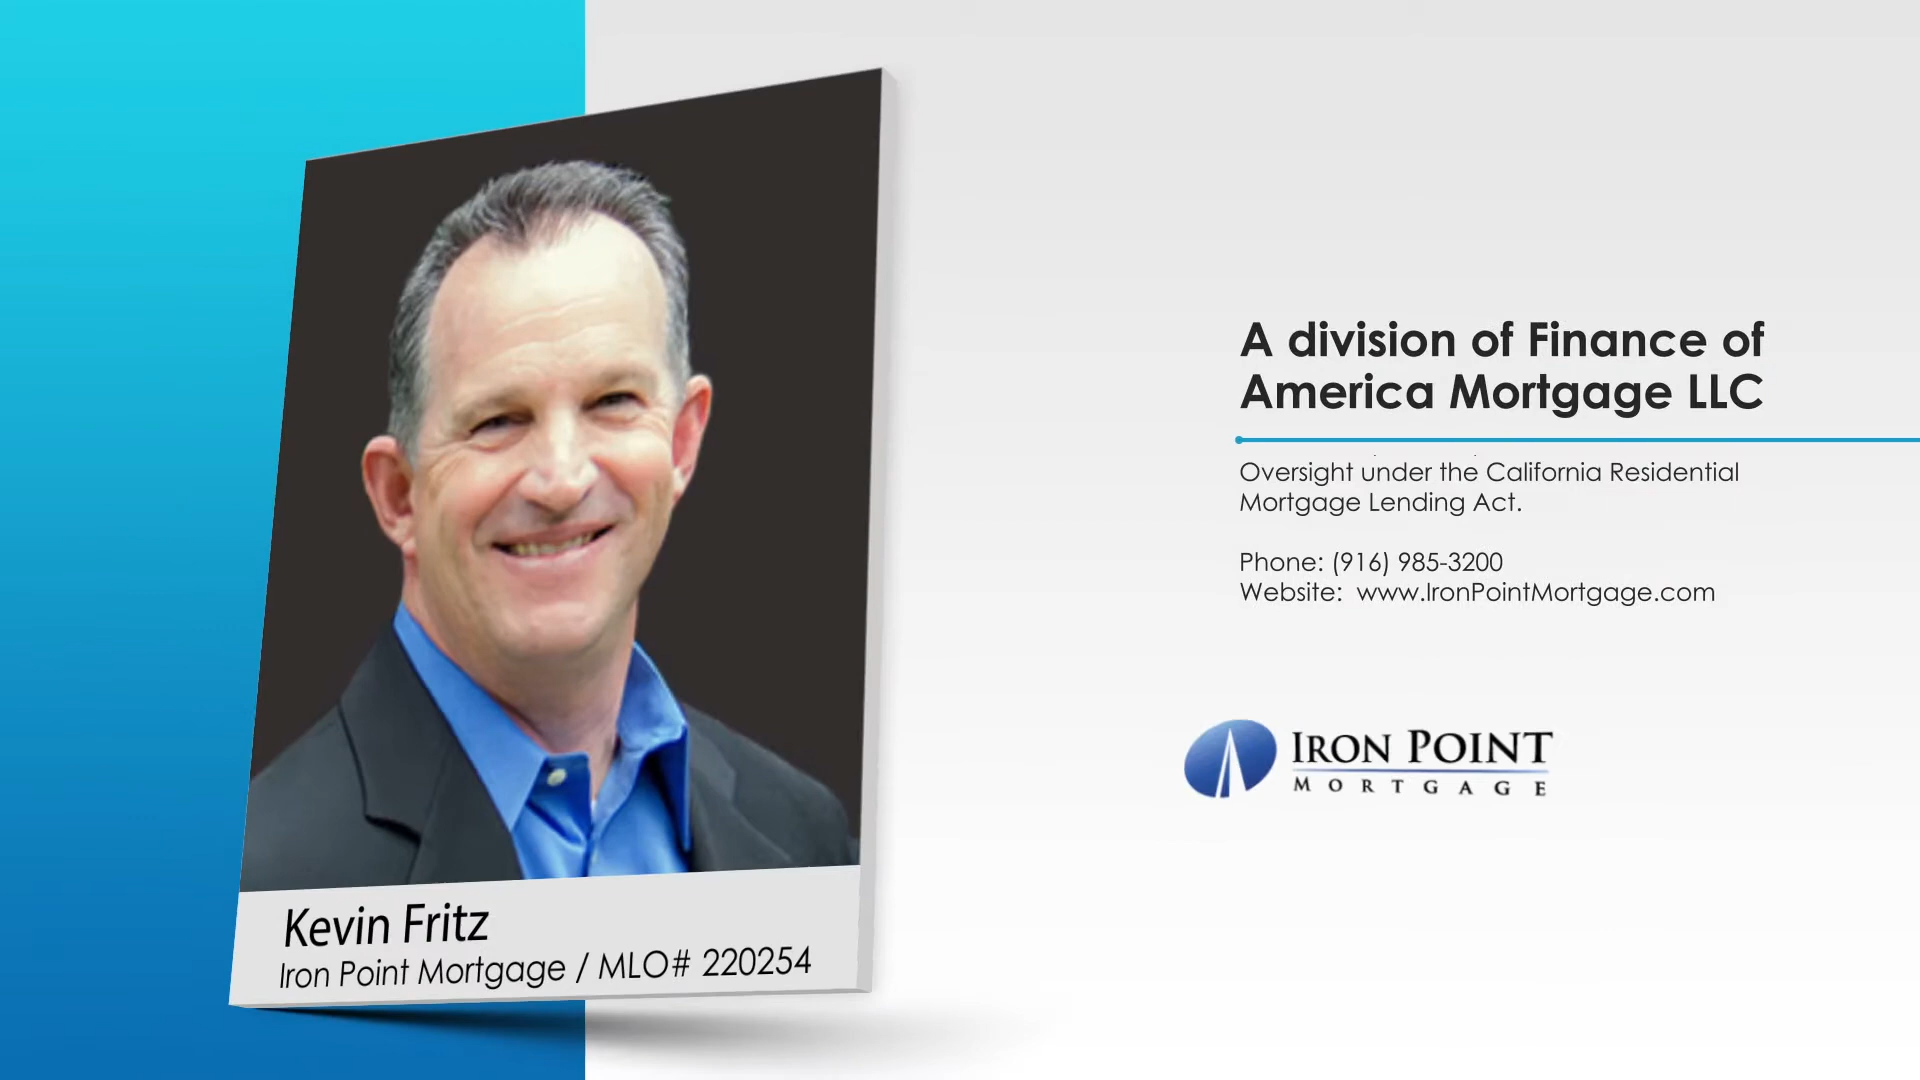 A division of Finance of
America Mortgage LLC
Oversight under the California Residential
Mortgage Lending Act.
Phone: (916) 985-3200
Website: www.IronPointMortgage.com
IRON POINT
MORTGAGE
Kevin Fritz
Iron Point Mortgage / MLO# 220254